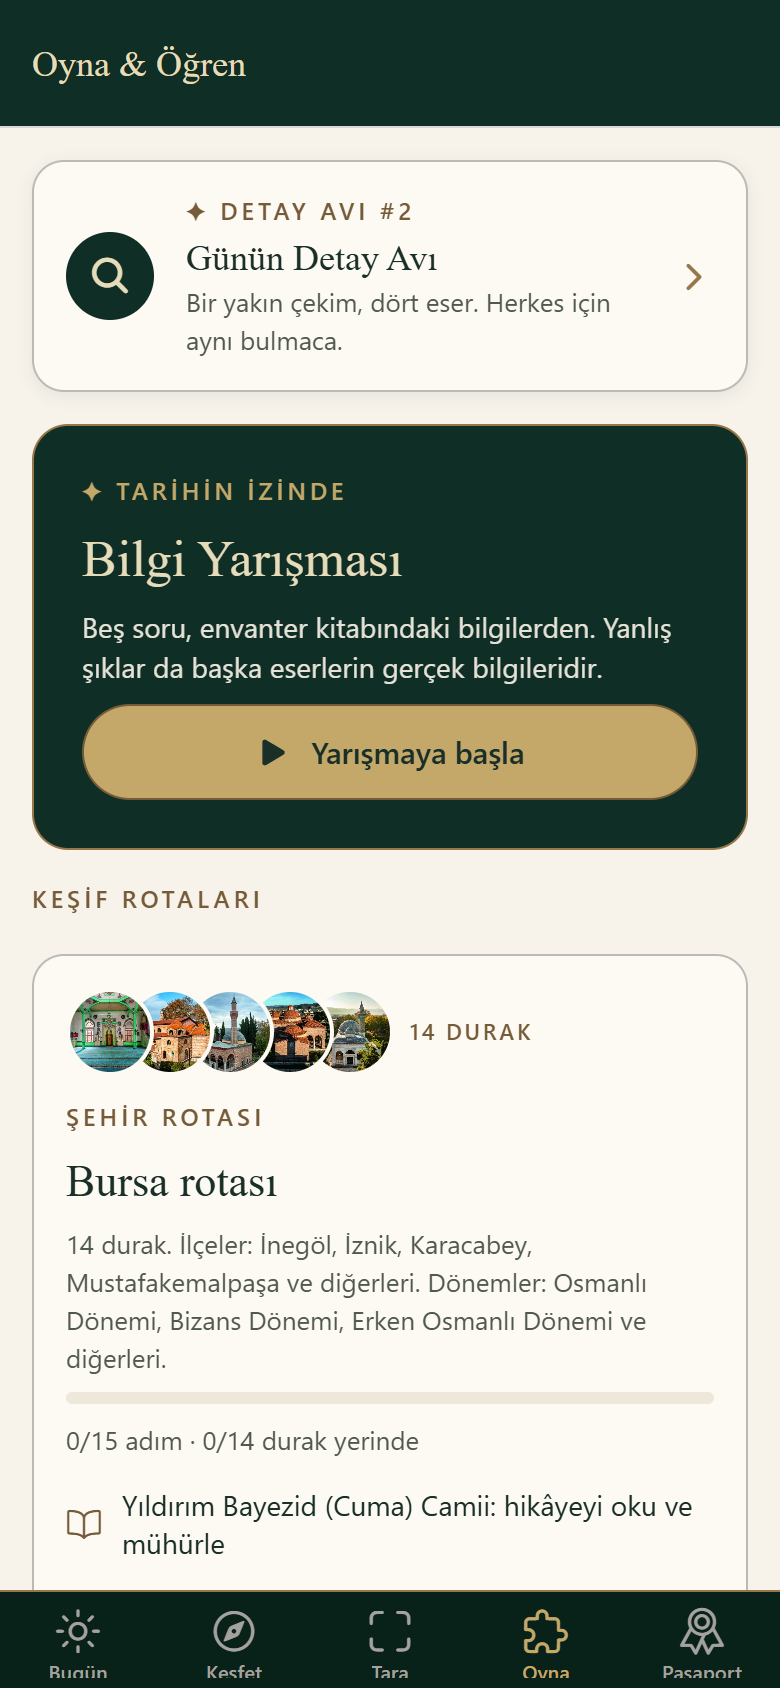 Oyna & Öğren
✦ DETAY AVI #2
Günün Detay Avı
Bir yakın çekim, dört eser. Herkes için
aynı bulmaca.
✦ TARİHİN İZİNDE
Bilgi Yarışması
Beş soru, envanter kitabındaki bilgilerden. Yanlış
şıklar da başka eserlerin gerçek bilgileridir.
Yarışmaya başla
KEŞİF ROTALARI
14 DURAK
ŞEHİR ROTASI
Bursa rotası
14 durak. İlçeler: İnegöl, İznik, Karacabey,
Mustafakemalpaşa ve diğerleri. Dönemler: Osmanlı
Dönemi, Bizans Dönemi, Erken Osmanlı Dönemi ve
diğerleri.
0/15 adım · 0/14 durak yerinde
Yıldırım Bayezid (Cuma) Camii: hikâyeyi oku ve
mühürle
Bugün Keşfet Tara Oyna Pasaport